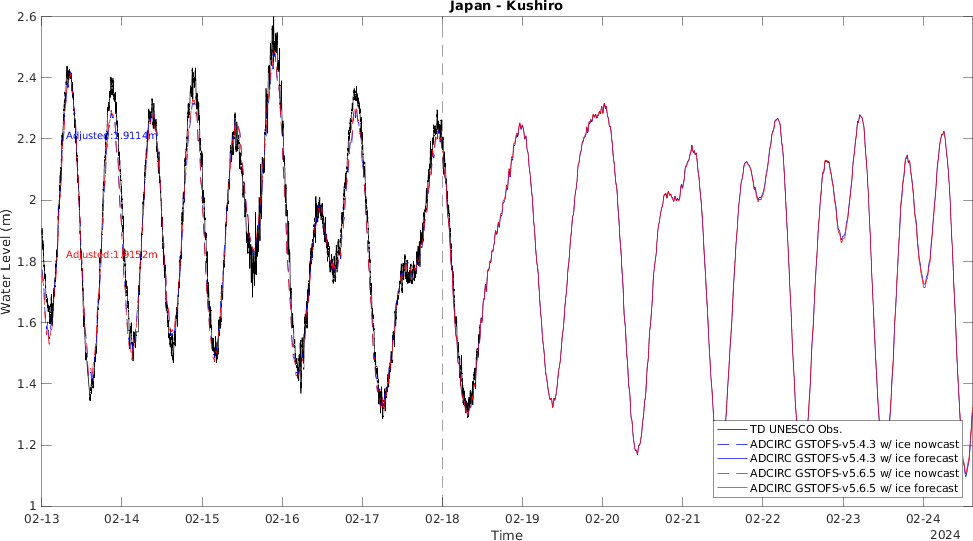 Japan - Kushiro
2.6
2.4
2.2
2
1.8
1.6
1.4
1.2
1
Water Level (m)
Adjusted:1.9114m
Adjusted:1.9152m
TD UNESCO Obs.
ADCIRC GSTOFS-v5.4.3 w/ ice nowcast
ADCIRC GSTOFS-v5.4.3 w/ ice forecast
ADCIRC GSTOFS-v5.6.5 w/ ice nowcast
ADCIRC GSTOFS-v5.6.5 w/ ice forecast
02-13 02-14 02-15 02-16 02-17 02-18 02-19 02-20 02-21 02-22 02-23 02-24
Time 2024